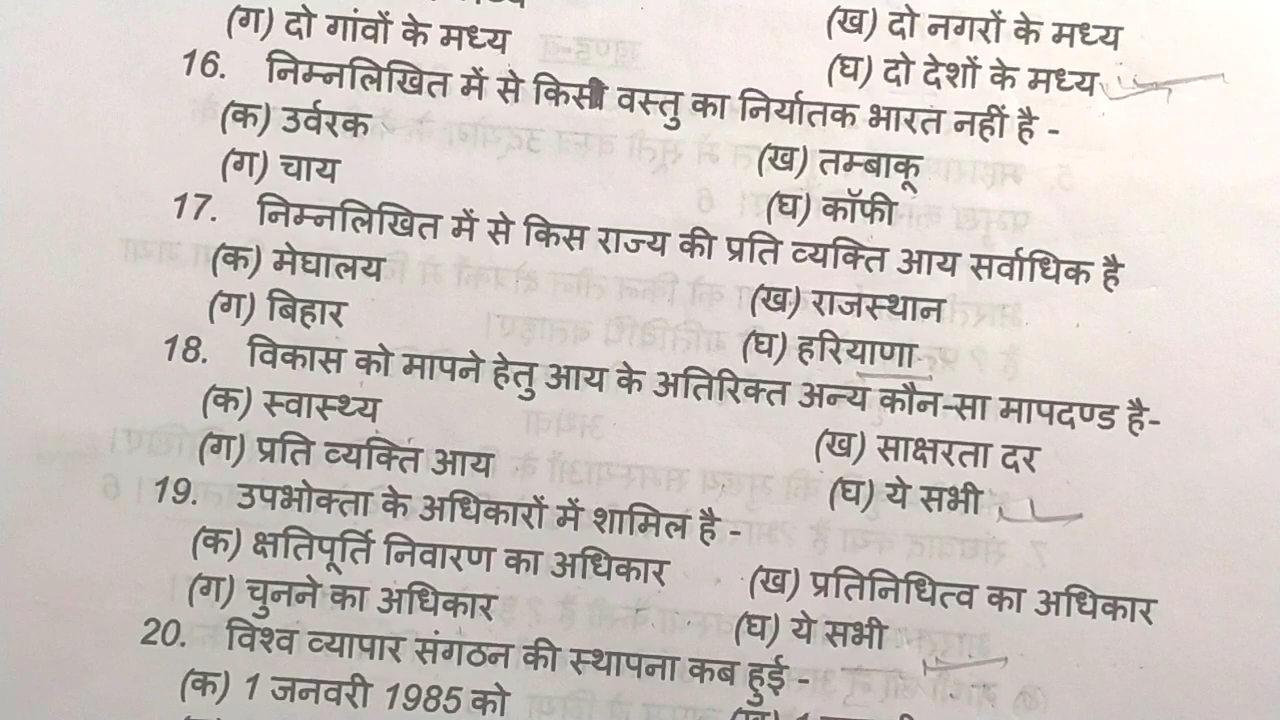 (ग) दो गांवों के मध्य
(ख) दो नगरों के मध्य
(घ) दो देशों के मध्य
16. निम्नलिखित में से किसी वस्तु का निर्यातक भारत नहीं है -
(क) उर्वरक
(ख) तम्बाकू
(ग) चाय
(घ) कॉफी
17. निम्नलिखित में से किस राज्य की प्रति व्यक्ति आय सर्वाधिक है
(क) मेघालय
(ख) राजस्थान
(ग) बिहार
(घ) हरियाणा
18. विकास को मापने हेतु आय के अतिरिक्त अन्य कौन-सा मापदण्ड है-
(क) स्वास्थ्य
(ख) साक्षरता दर
(ग) प्रति व्यक्ति आय
(घ) ये सभी
19. उपभोक्ता के अधिकारों में शामिल है -
(क) क्षतिपूर्ति निवारण का अधिकार
(ख) प्रतिनिधित्व का अधिकार
(ग) चुनने का अधिकार
(घ) ये सभी
20. विश्व व्यापार संगठन की स्थापना कब हुई -
(क) 1 जनवरी 1985 को